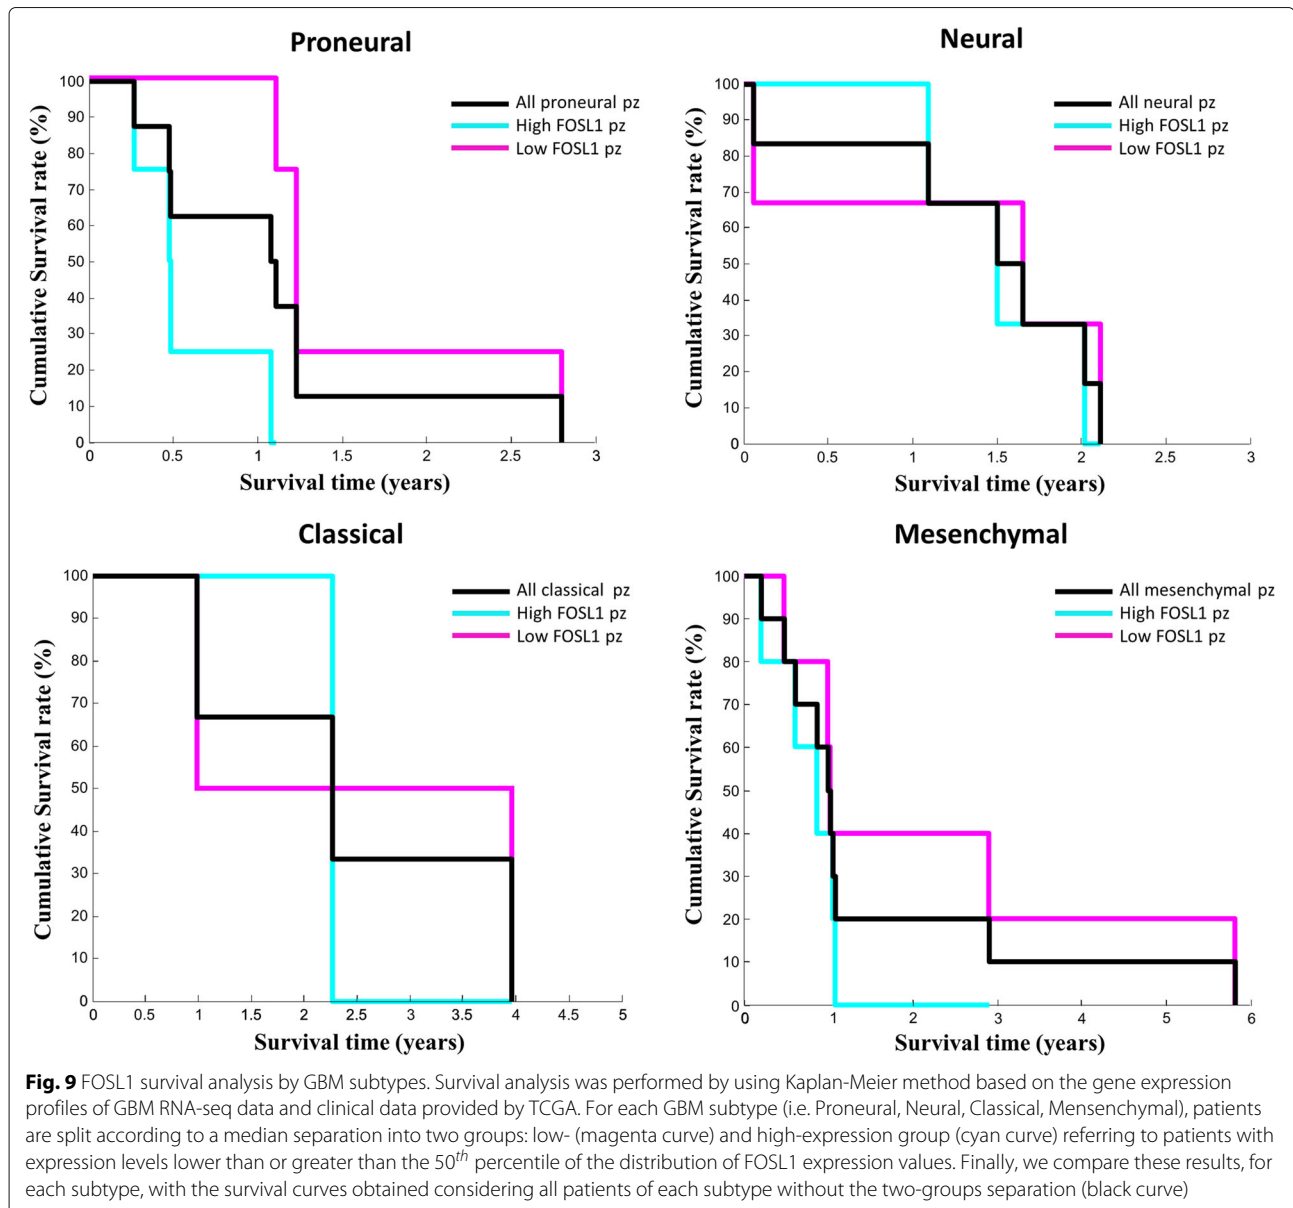 Proneural
All proneural pz
High FOSL1 pz
Low FOSL1 pz
Cumulative Survival rate (%)
100
90
80
70
60
50
40
30
20
10
0
0 0.5 1 1.5 2 2.5 3
Survival time (years)
Neural
All neural pz
High FOSL1 pz
Low FOSL1 pz
Cumulative Survival rate (%)
100
90
80
70
60
50
40
30
20
10
0
0 0.5 1 1.5 2 2.5 3
Survival time (years)
Classical
All classical pz
High FOSL1 pz
Low FOSL1 pz
Cumulative Survival rate (%)
100
90
80
70
60
50
40
30
20
10
0
0 0.5 1 1.5 2 2.5 3 3.5 4 4.5 5
Survival time (years)
Mesenchymal
All mesenchymal pz
High FOSL1 pz
Low FOSL1 pz
Cumulative Survival rate (%)
100
90
80
70
60
50
40
30
20
10
0
0 1 2 3 4 5 6
Survival time (years)
Fig. 9 FOSL1 survival analysis by GBM subtypes. Survival analysis was performed by using Kaplan-Meier method based on the gene expression
profiles of GBM RNA-seq data and clinical data provided by TCGA. For each GBM subtype (i.e. Proneural, Neural, Classical, Mensenchymal), patients
are split according to a median separation into two groups: low- (magenta curve) and high-expression group (cyan curve) referring to patients with
expression levels lower than or greater than the 50th percentile of the distribution of FOSL1 expression values. Finally, we compare these results, for
each subtype, with the survival curves obtained considering all patients of each subtype without the two-groups separation (black curve)